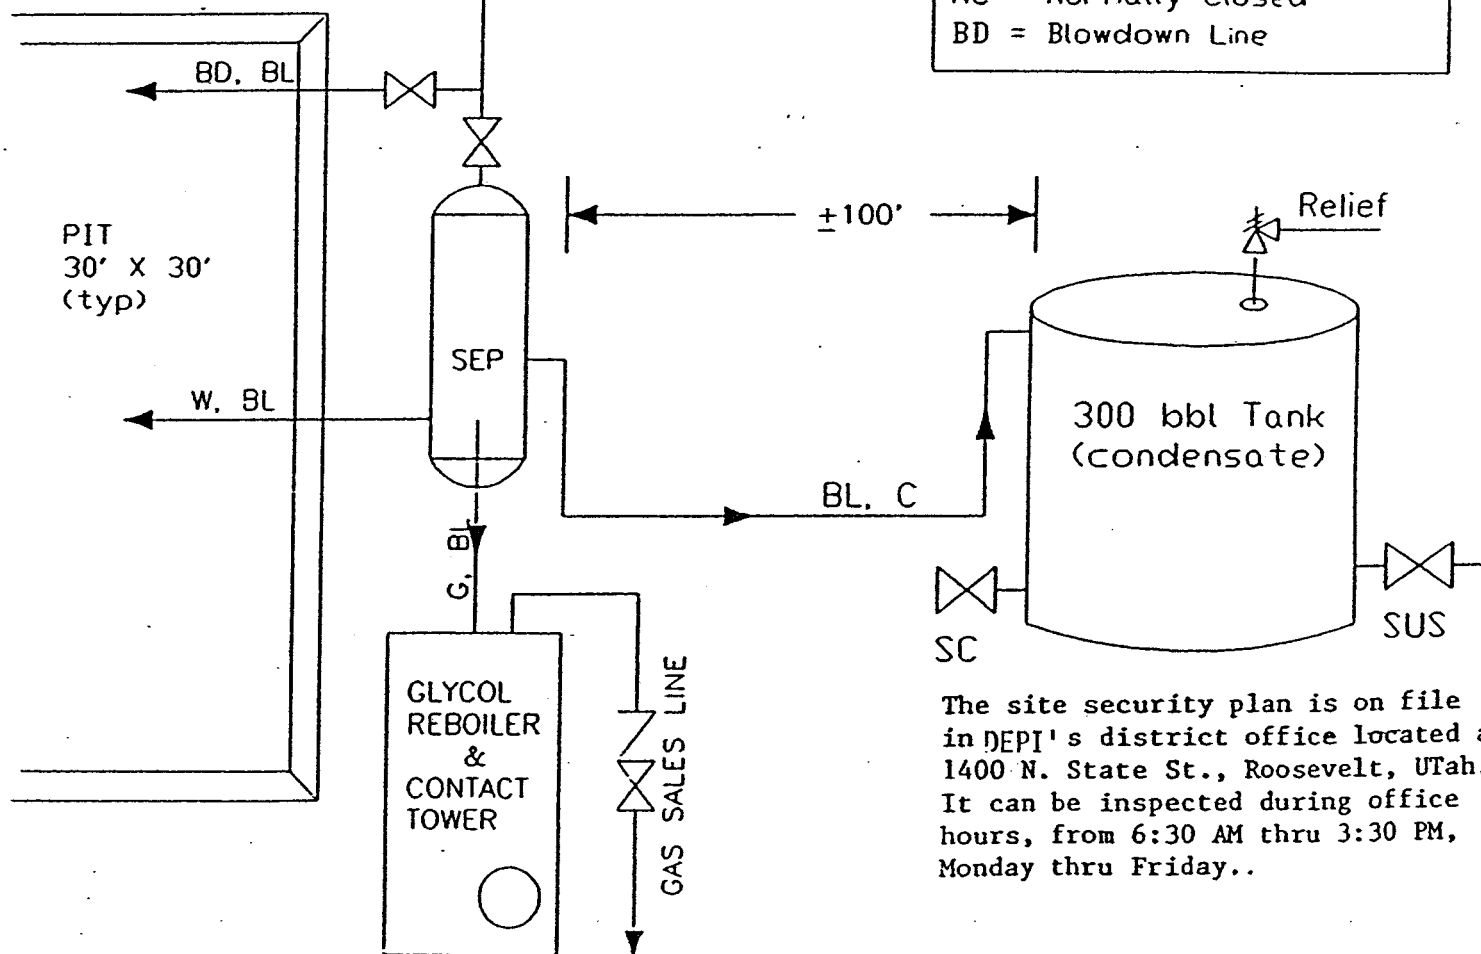 BD = Blowdown Line
BD, BL
PIT
30' X 30'
(typ)
±100'
Relief
SEP
W, BL
300 bbl Tank
(condensate)
BL, C
G, BL
SC
SUS
GLYCOL
REBOILER
&
CONTACT
TOWER
GAS SALES LINE
The site security plan is on file
in DEPI's district office located
1400 N. State St., Roosevelt, UTah.
It can be inspected during office
hours, from 6:30 AM thru 3:30 PM,
Monday thru Friday..